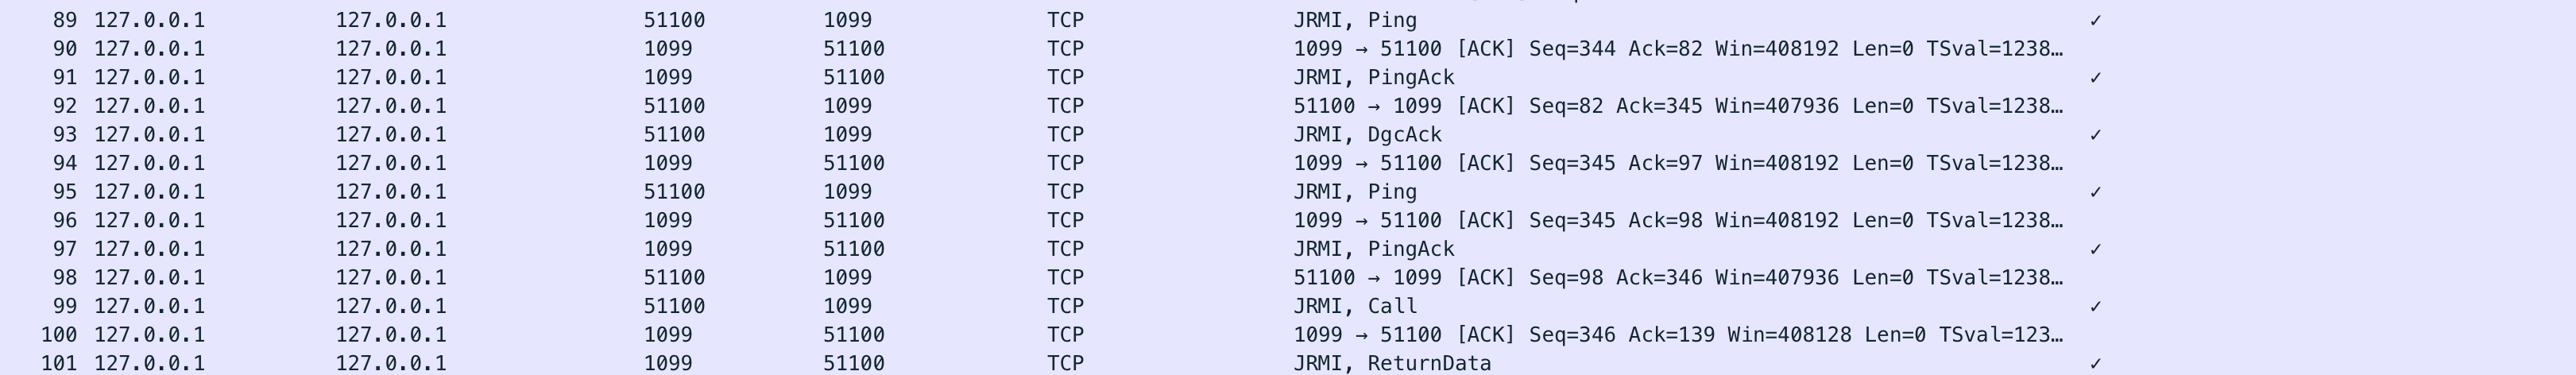 89 127.0.0.1 127.0.0.1 51100 1099 TCP JRMI, Ping ✓
90 127.0.0.1 127.0.0.1 1099 51100 TCP 1099 → 51100 [ACK] Seq=344 Ack=82 Win=408192 Len=0 TSval=1238…
91 127.0.0.1 127.0.0.1 1099 51100 TCP JRMI, PingAck ✓
92 127.0.0.1 127.0.0.1 51100 1099 TCP 51100 → 1099 [ACK] Seq=82 Ack=345 Win=407936 Len=0 TSval=1238…
93 127.0.0.1 127.0.0.1 51100 1099 TCP JRMI, DgcAck ✓
94 127.0.0.1 127.0.0.1 1099 51100 TCP 1099 → 51100 [ACK] Seq=345 Ack=97 Win=408192 Len=0 TSval=1238…
95 127.0.0.1 127.0.0.1 51100 1099 TCP JRMI, Ping ✓
96 127.0.0.1 127.0.0.1 1099 51100 TCP 1099 → 51100 [ACK] Seq=345 Ack=98 Win=408192 Len=0 TSval=1238…
97 127.0.0.1 127.0.0.1 1099 51100 TCP JRMI, PingAck ✓
98 127.0.0.1 127.0.0.1 51100 1099 TCP 51100 → 1099 [ACK] Seq=98 Ack=346 Win=407936 Len=0 TSval=1238…
99 127.0.0.1 127.0.0.1 51100 1099 TCP JRMI, Call ✓
100 127.0.0.1 127.0.0.1 1099 51100 TCP 1099 → 51100 [ACK] Seq=346 Ack=139 Win=408128 Len=0 TSval=123…
101 127.0.0.1 127.0.0.1 1099 51100 TCP JRMI, ReturnData ✓